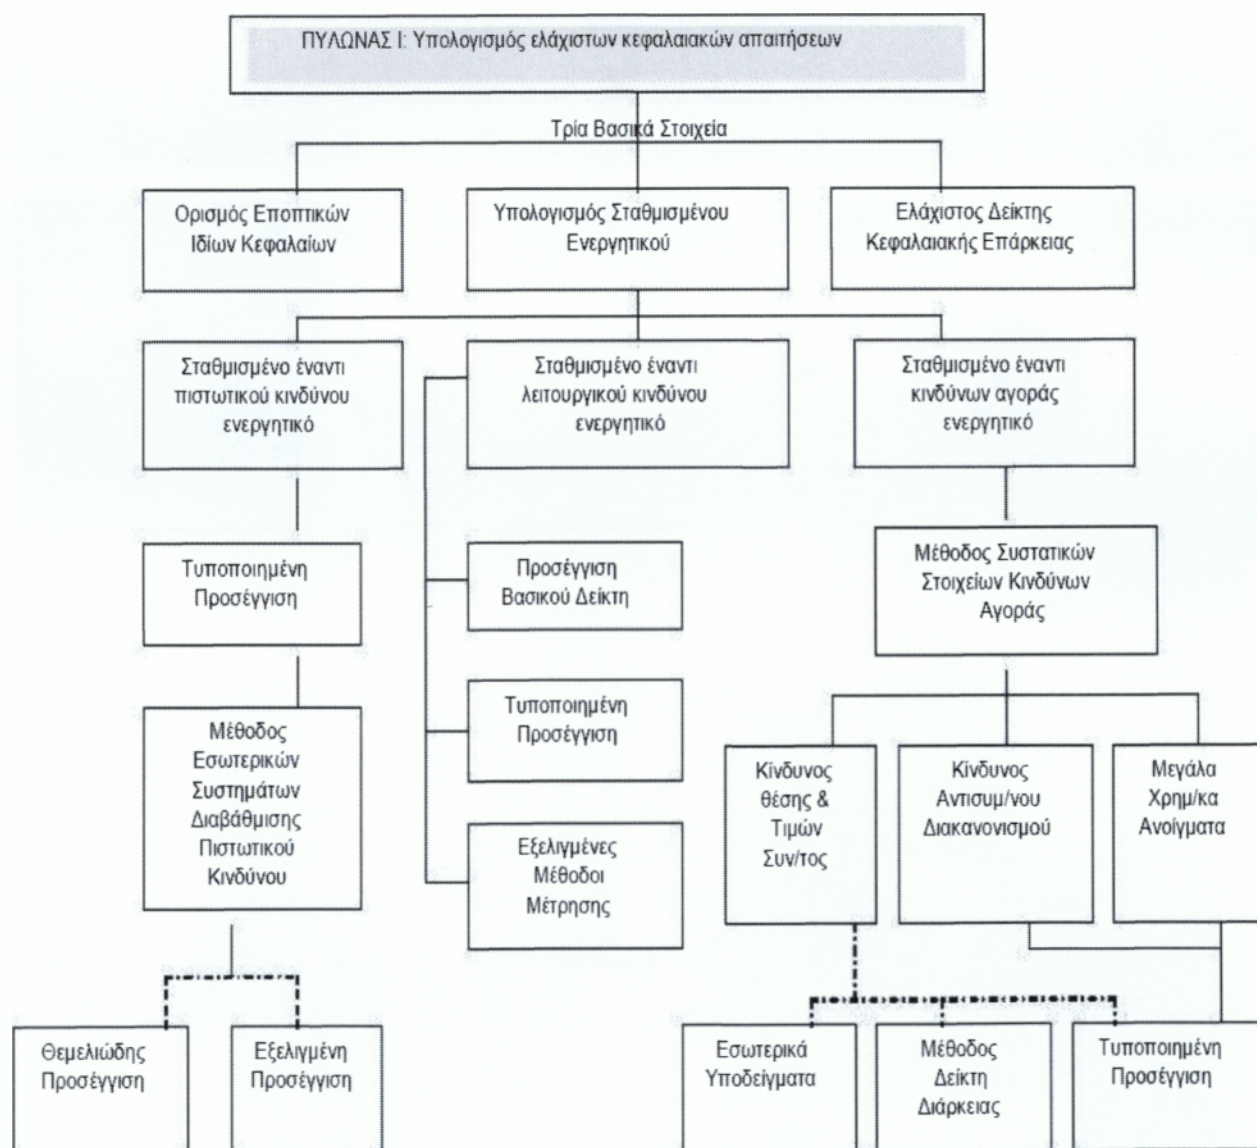 ΠΥΛΩΝΑΣ Ι: Υπολογισμός ελάχιστων κεφαλαιακών απαιτήσεων
Τρία Βασικά Στοιχεία
Ορισμός Εποπτικών
Ιδίων Κεφαλαίων
Υπολογισμός Σταθμισμένου
Ενεργητικού
Ελάχιστος Δείκτης
Κεφαλαιακής Επάρκειας
Σταθμισμένο έναντι
πιστωτικού κινδύνου
ενεργητικό
Σταθμισμένο έναντι
λειτουργικού κινδύνου
ενεργητικό
Σταθμισμένο έναντι
κινδύνων αγοράς
ενεργητικό
Τυποποιημένη
Προσέγγιση
Προσέγγιση
Βασικού Δείκτη
Μέθοδος Συστατικών
Στοιχείων Κινδύνων
Αγοράς
Μέθοδος
Εσωτερικών
Συστημάτων
Διαβάθμισης
Πιστωτικού
Κινδύνου
Τυποποιημένη
Προσέγγιση
Εξελιγμένες
Μέθοδοι
Μέτρησης
Κίνδυνος
θέσης &
Τιμών
Συν/τος
Κίνδυνος
Αντισυμ/νου
Διακανονισμού
Μεγάλα
Χρημ/κα
Ανοίγματα
Θεμελιώδης
Προσέγγιση
Εξελιγμένη
Προσέγγιση
Εσωτερικά
Υποδείγματα
Μέθοδος
Δείκτη
Διάρκειας
Τυποποιημένη
Προσέγγιση